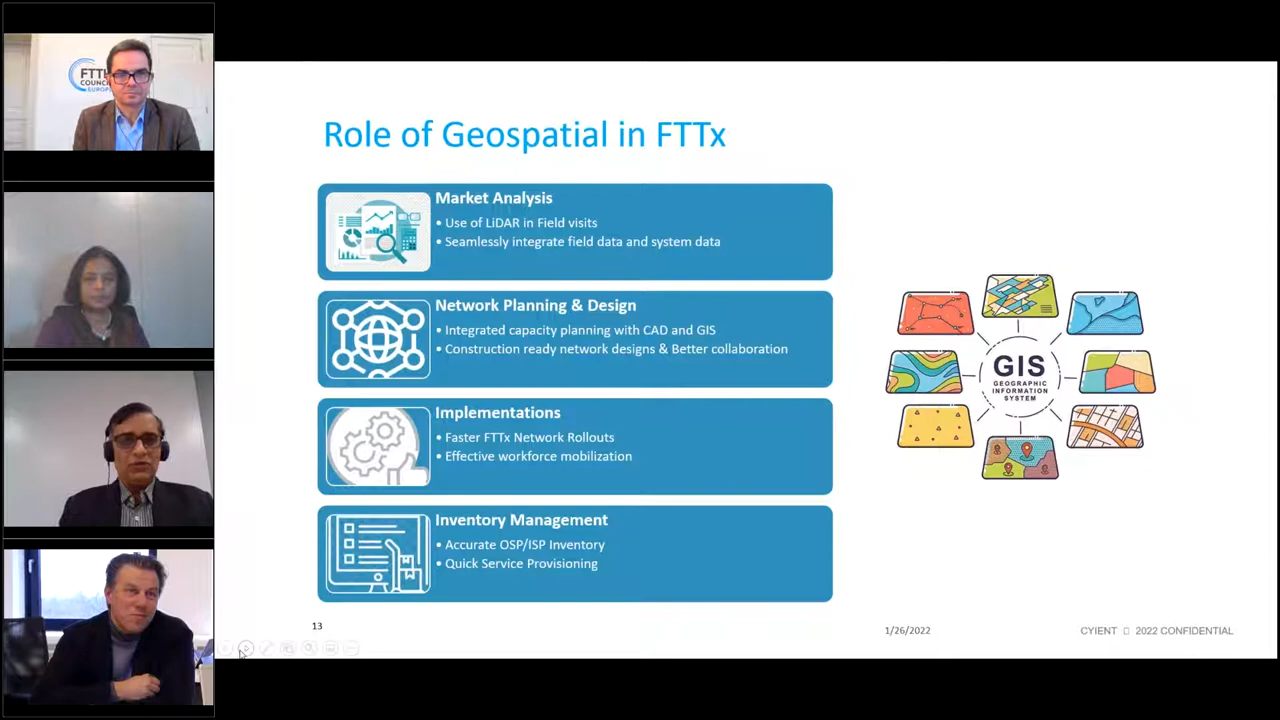 FTTH
COUNCIL
EUROPE
Role of Geospatial in FTTx
Market Analysis
• Use of LiDAR in Field visits
• Seamlessly integrate field data and system data
Network Planning & Design
• Integrated capacity planning with CAD and GIS
• Construction ready network designs & Better collaboration
Implementations
• Faster FTTx Network Rollouts
• Effective workforce mobilization
Inventory Management
• Accurate OSP/ISP Inventory
• Quick Service Provisioning
GIS
GEOGRAPHIC
INFORMATION
SYSTEM
13
1/26/2022
CYIENT 2022 CONFIDENTIAL